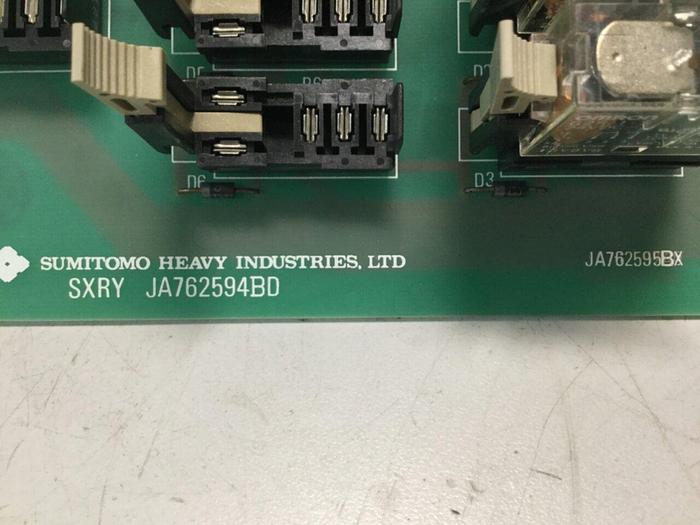 D6
D3
SUMITOMO HEAVY INDUSTRIES, LTD
JA762595BX
SXRY JA762594BD